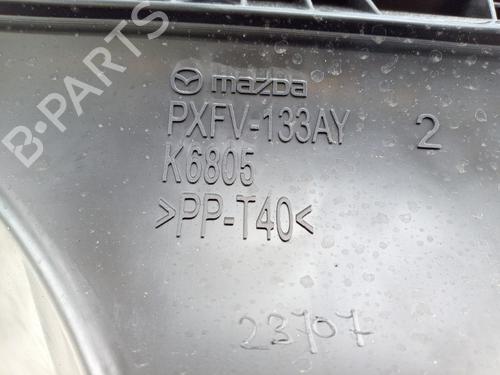 B-PARTS
mazda
PXFV-133AY 2
K6805
>PP-T40<
23707